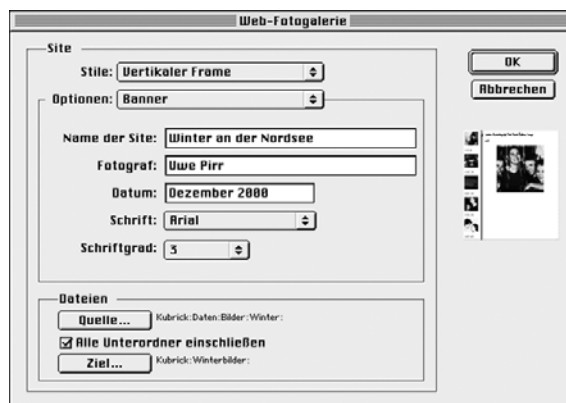 Web-Fotogalerie
Site
Stile: Vertikaler Frame
Optionen: Banner
Name der Site: Winter an der Nordsee
Fotograf: Uwe Pirr
Datum: Dezember 2000
Schrift: Arial
Schriftgrad: 3
Dateien
Quelle... Kubrick:Daten:Bilder:Winter:
Alle Unterordner einschließen
Ziel... Kubrick:Winterbilder:
OK
Abbrechen